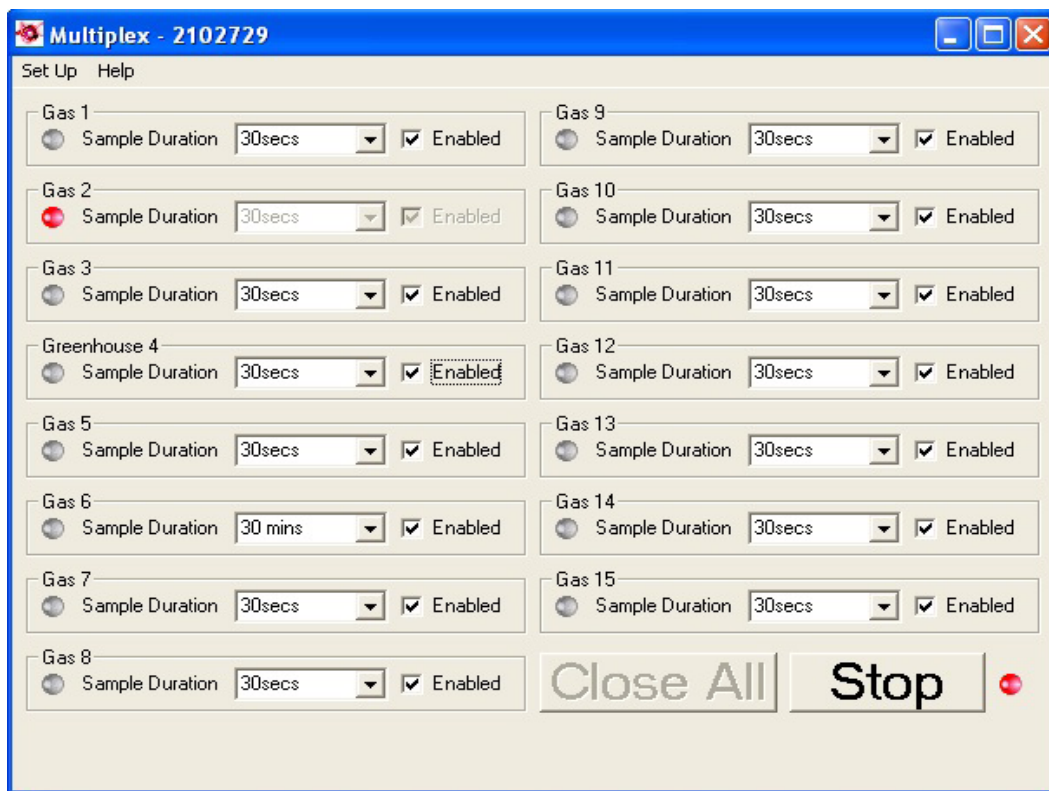 Multiplex - 2102729
Set Up Help
Gas 1
Sample Duration 30secs Enabled
Gas 2
Sample Duration 30secs Enabled
Gas 3
Sample Duration 30secs Enabled
Greenhouse 4
Sample Duration 30secs Enabled
Gas 5
Sample Duration 30secs Enabled
Gas 6
Sample Duration 30 mins Enabled
Gas 7
Sample Duration 30secs Enabled
Gas 8
Sample Duration 30secs Enabled
Gas 9
Sample Duration 30secs Enabled
Gas 10
Sample Duration 30secs Enabled
Gas 11
Sample Duration 30secs Enabled
Gas 12
Sample Duration 30secs Enabled
Gas 13
Sample Duration 30secs Enabled
Gas 14
Sample Duration 30secs Enabled
Gas 15
Sample Duration 30secs Enabled
Close All Stop